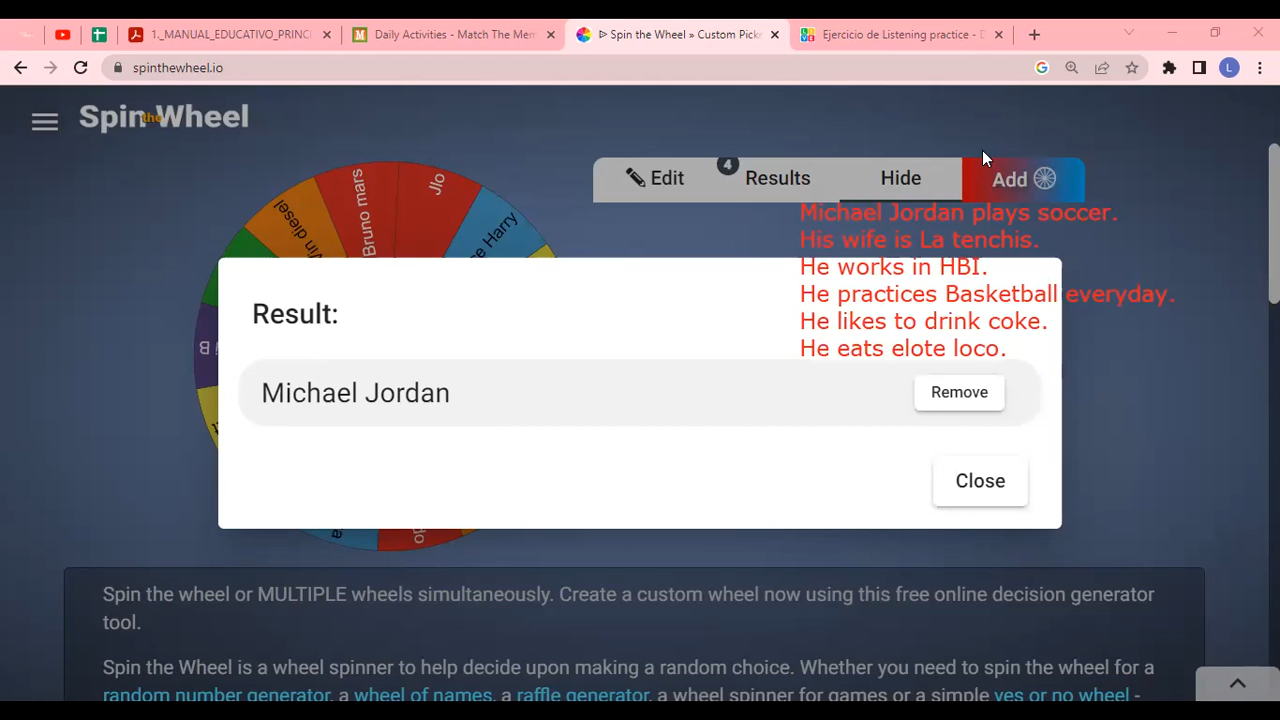 1._MANUAL_EDUCATIVO_PRINCI
Daily Activities - Match The Mem
▷ Spin the Wheel » Custom Pick
Ejercicio de Listening practice - D
spinthewheel.io
L
Spin the Wheel
Edit
4
Results
Hide
Add
Michael Jordan plays soccer.
His wife is La tenchis.
He works in HBI.
He practices Basketball everyday.
He likes to drink coke.
He eats elote loco.
Vin diesel
Bruno mars
Jlo
Harry
Result:
Michael Jordan
Remove
Close
Spin the wheel or MULTIPLE wheels simultaneously. Create a custom wheel now using this free online decision generator
tool.
Spin the Wheel is a wheel spinner to help decide upon making a random choice. Whether you need to spin the wheel for a
random number generator, a wheel of names, a raffle generator, a wheel spinner for games or a simple yes or no wheel -